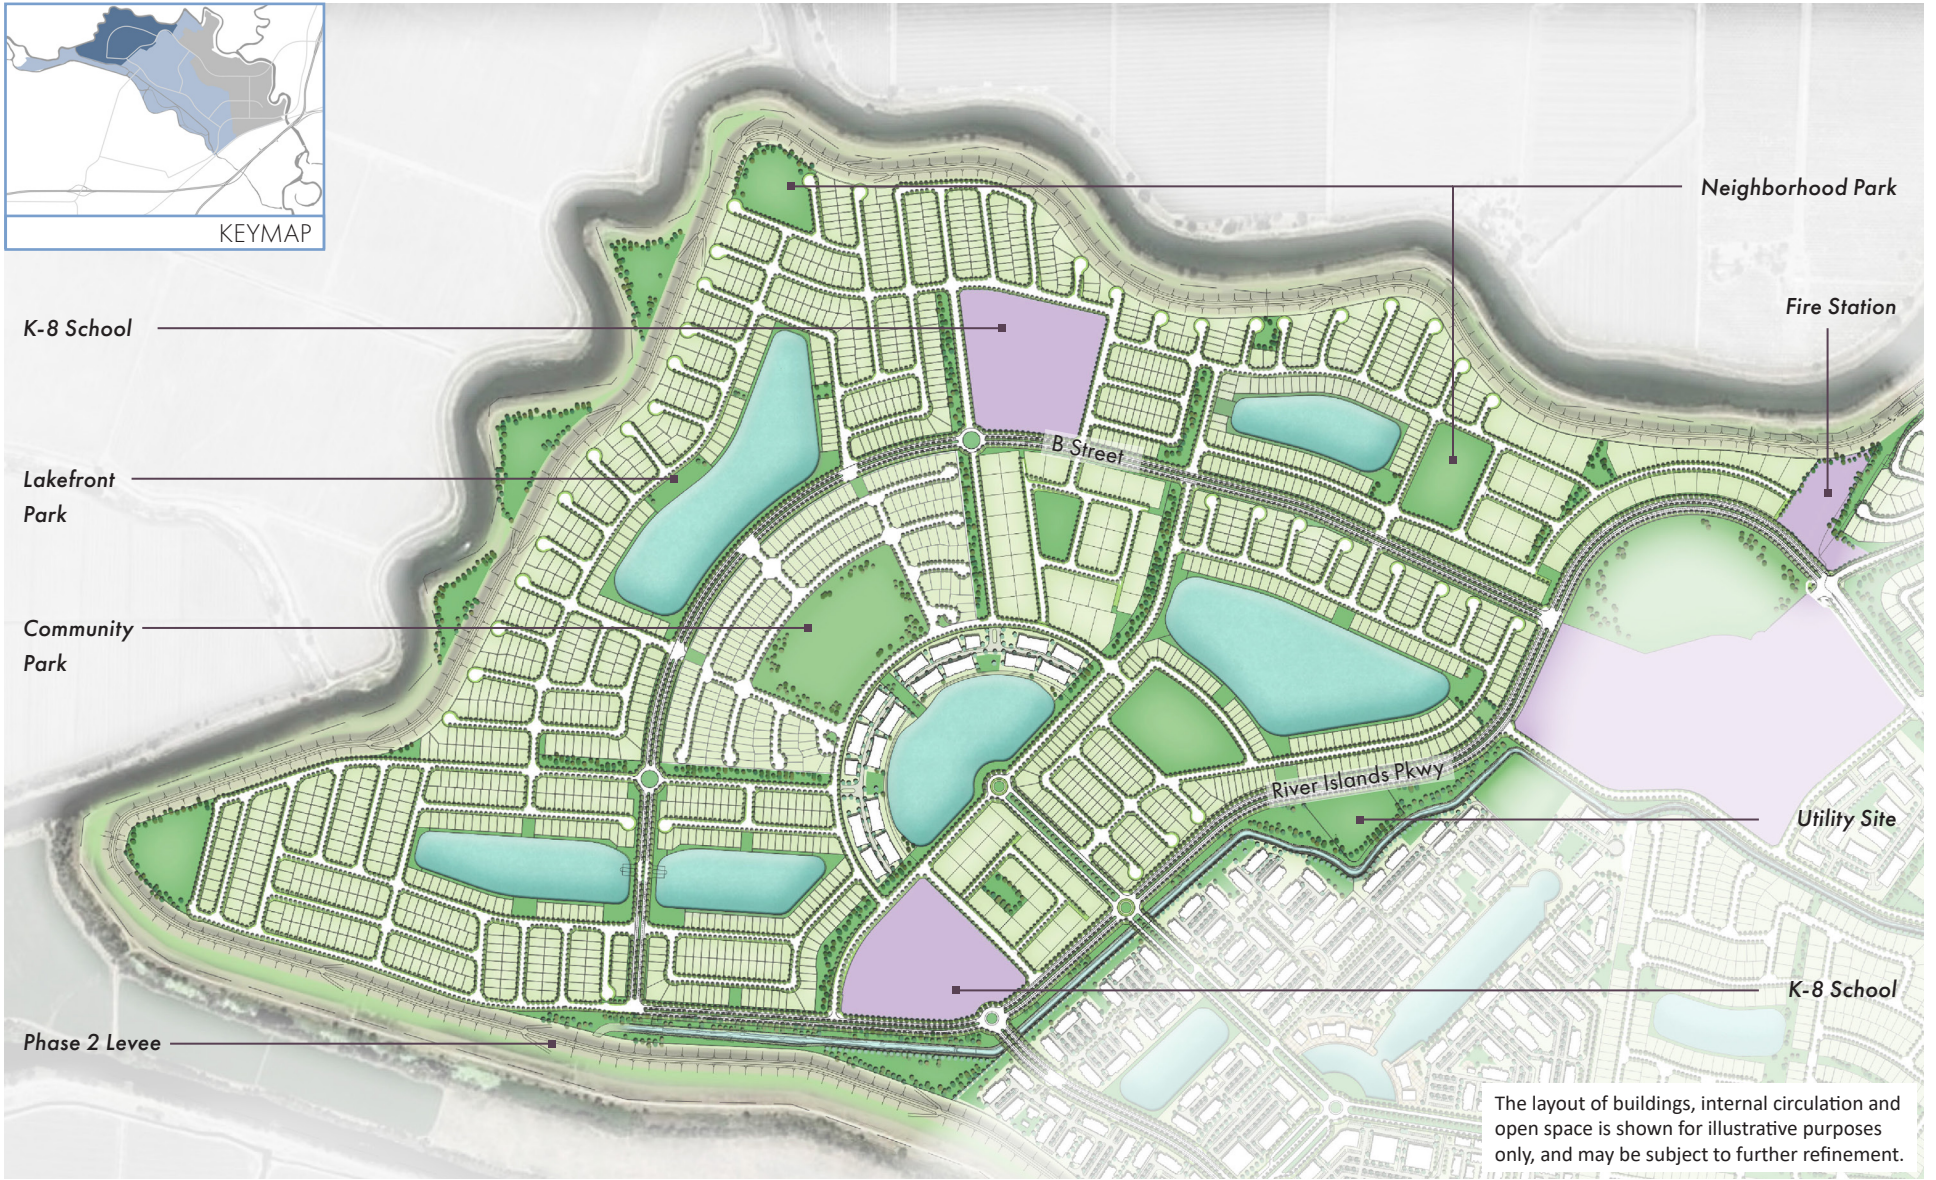 KEYMAP
Neighborhood Park
Fire Station
K-8 School
B Street
Lakefront
Park
Community
Park
River Islands Pkwy
Utility Site
K-8 School
Phase 2 Levee
The layout of buildings, internal circulation and
open space is shown for illustrative purposes
only, and may be subject to further refinement.